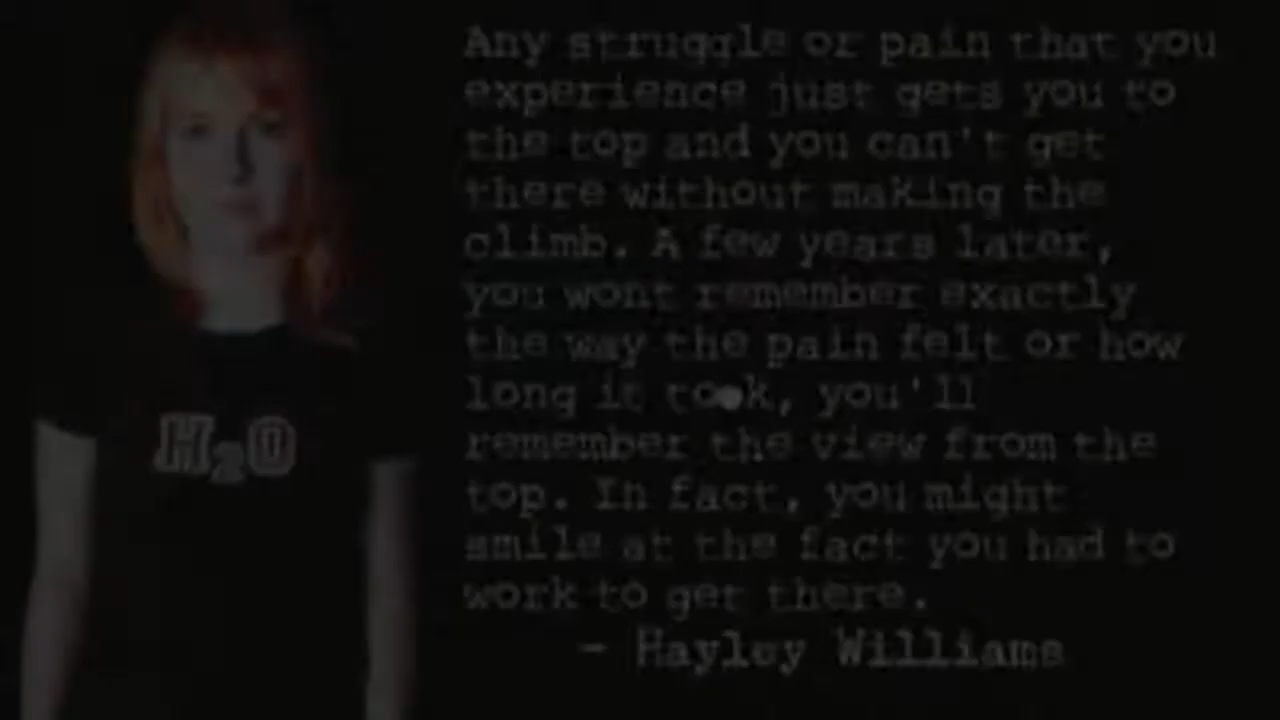 Any struggle or pain that you
experience just gets you to
the top and you can't get
there without making the
climb. A few years later,
you wont remember exactly
the way the pain felt or how
long it took, you'll
remember the view from the
top. In fact, you might
smile at the fact you had to
work to get there.
- Hayley Williams
H2O